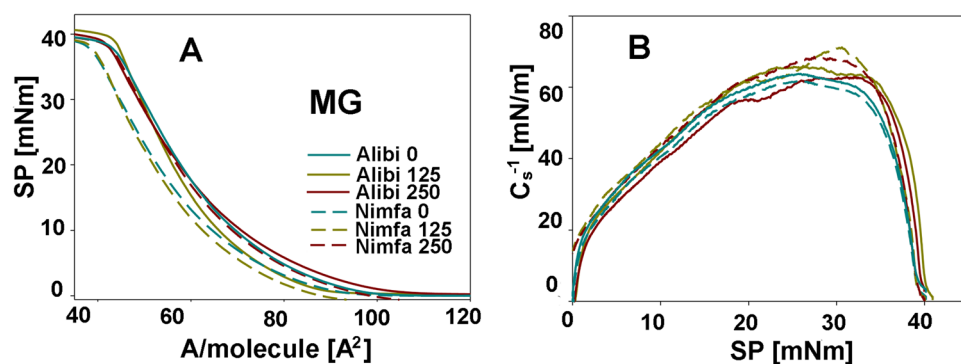 A
MG
SP [mNm]
40
30
20
10
0
Alibi 0
Alibi 125
Alibi 250
Nimfa 0
Nimfa 125
Nimfa 250
40 60 80 100 120
A/molecule [A²]
B
Cs⁻¹ [mN/m]
80
60
40
20
0
0 10 20 30 40
SP [mNm]